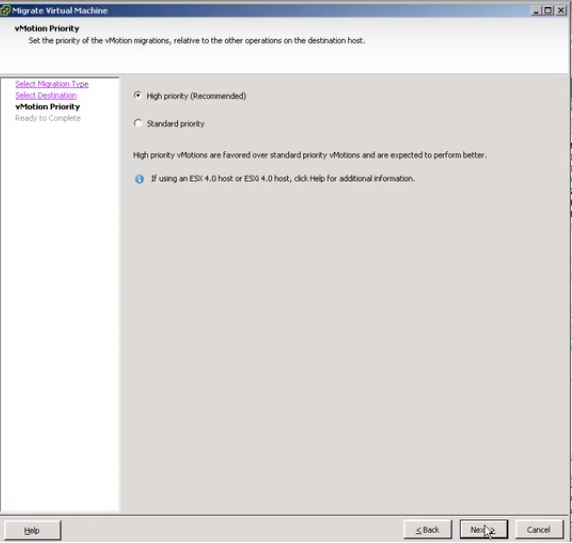 Migrate Virtual Machine
vMotion Priority
Set the priority of the vMotion migrations, relative to the other operations on the destination host.
Select Migration Type
Select Destination
vMotion Priority
Ready to Complete
High priority (Recommended)
Standard priority
High priority vMotions are favored over standard priority vMotions and are expected to perform better.
If using an ESX 4.0 host or ESXi 4.0 host, click Help for additional information.
Help
< Back
Next >
Cancel